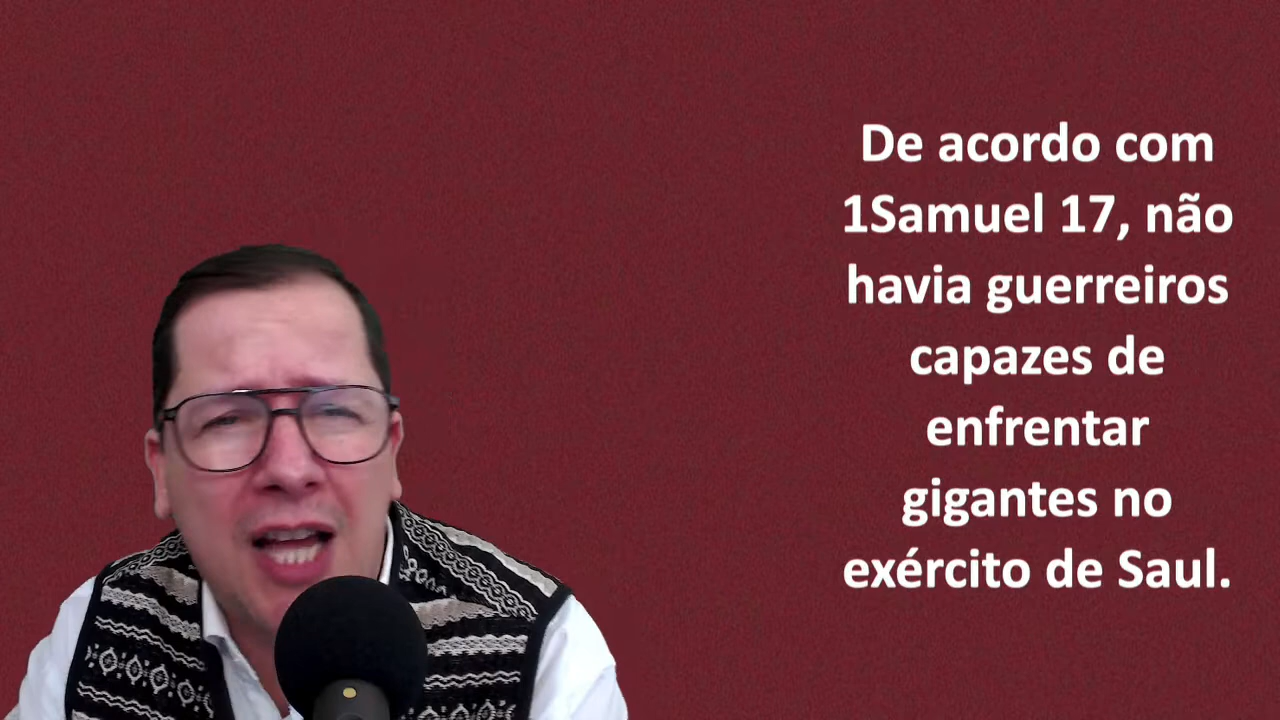 De acordo com
1Samuel 17, não
havia guerreiros
capazes de
enfrentar
gigantes no
exército de Saul.